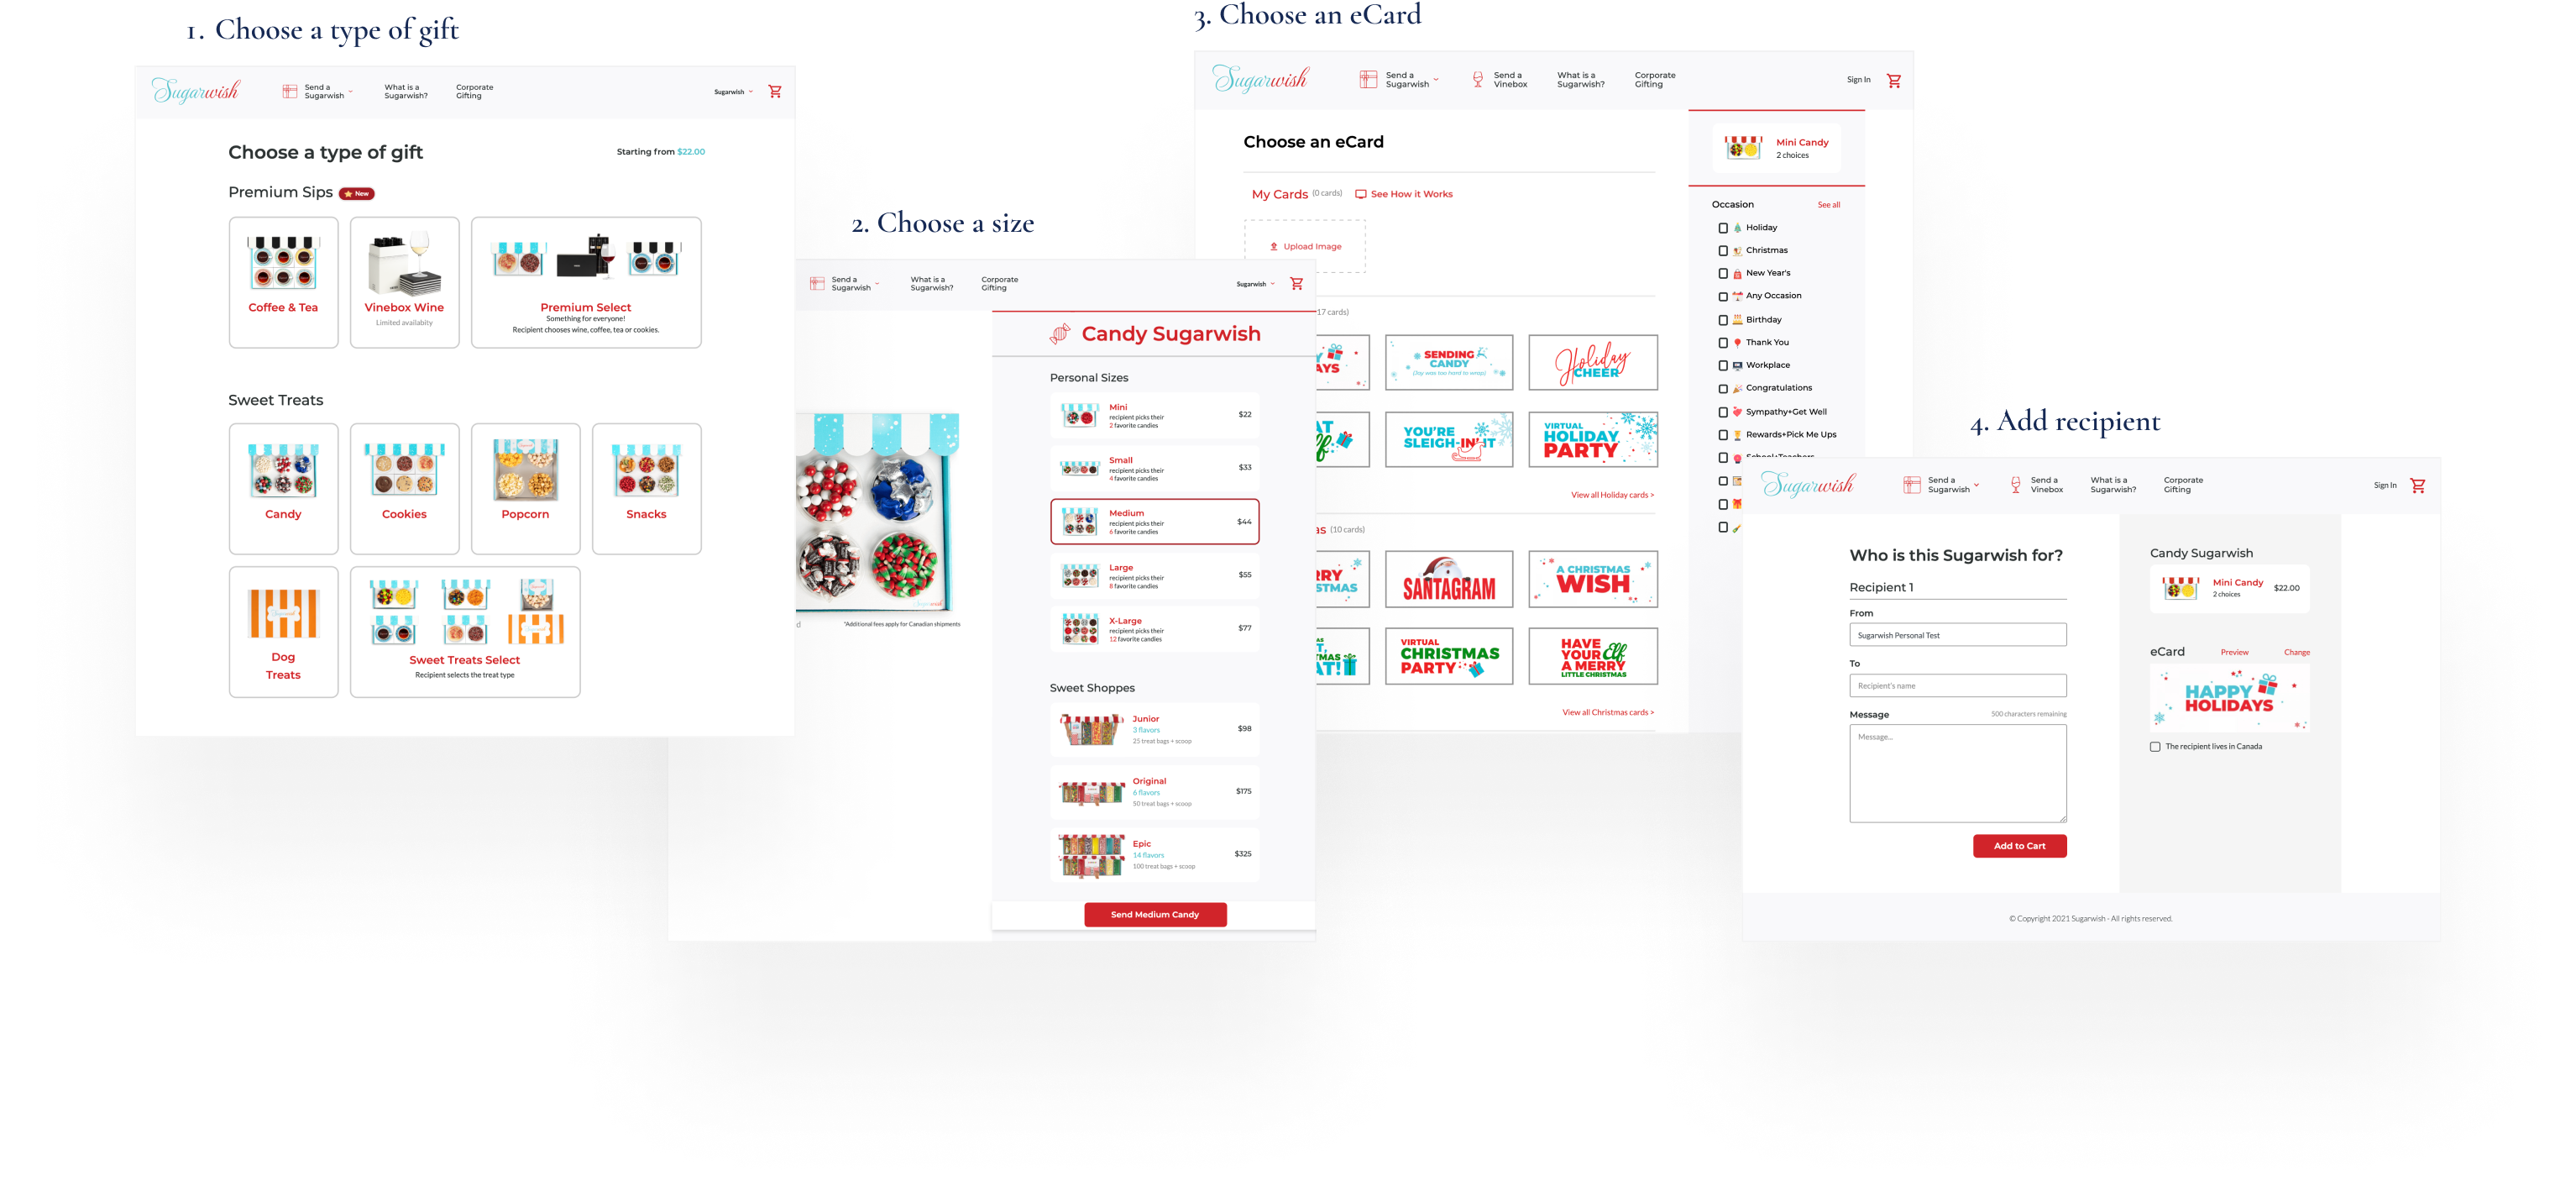 1. Choose a type of gift
Sugarwish
Send a
Sugarwish
What is a
Sugarwish?
Corporate
Gifting
Sugarwish
Choose a type of gift
Starting from $22.00
Premium Sips
New
Coffee & Tea
Vinebox Wine
Limited availabity
Premium Select
Something for everyone!
Recipient chooses wine, coffee, tea or cookies.
Sweet Treats
Candy
Cookies
Popcorn
Snacks
Dog
Treats
Sweet Treats Select
Recipient selects the treat type
2. Choose a size
Send a
Sugarwish
What is a
Sugarwish?
Corporate
Gifting
Sugarwish
d
*Additional fees apply for Canadian shipments
Candy Sugarwish
Personal Sizes
Mini
recipient picks their
2 favorite candies
$22
Small
recipient picks their
4 favorite candies
$33
Medium
recipient picks their
6 favorite candies
$44
Large
recipient picks their
8 favorite candies
$55
X-Large
recipient picks their
12 favorite candies
$77
Sweet Shoppes
Junior
3 flavors
25 treat bags + scoop
$98
Original
6 flavors
50 treat bags + scoop
$175
Epic
14 flavors
100 treat bags + scoop
$325
Send Medium Candy
3. Choose an eCard
Sugarwish
Send a
Sugarwish
Send a
Vinebox
What is a
Sugarwish?
Corporate
Gifting
Sign In
Choose an eCard
My Cards (0 cards)
See How it Works
Upload Image
17 cards)
AYS
SENDING
CANDY
(Joy was too hard to wrap)
Holiday
CHEER
AT
lf
YOU'RE
SLEIGH-IN' IT
VIRTUAL
HOLIDAY
PARTY
View all Holiday cards >
as (10 cards)
RRY
STMAS
SANTAGRAM
A CHRISTMAS
WISH
AS
T,
MAS
AT!
VIRTUAL
CHRISTMAS
PARTY
HAVE
YOUR Elf
A MERRY
LITTLE CHRISTMAS
View all Christmas cards >
Mini Candy
2 choices
Occasion
See all
Holiday
Christmas
New Year's
Any Occasion
Birthday
Thank You
Workplace
Congratulations
Sympathy+Get Well
Rewards+Pick Me Ups
School+Teachers
4. Add recipient
Sugarwish
Send a
Sugarwish
Send a
Vinebox
What is a
Sugarwish?
Corporate
Gifting
Sign In
Who is this Sugarwish for?
Recipient 1
From
Sugarwish Personal Test
To
Recipient's name
Message
500 characters remaining
Message...
Add to Cart
Candy Sugarwish
Mini Candy
2 choices
$22.00
eCard
Preview
Change
HAPPY
HOLIDAYS
The recipient lives in Canada
© Copyright 2021 Sugarwish - All rights reserved.